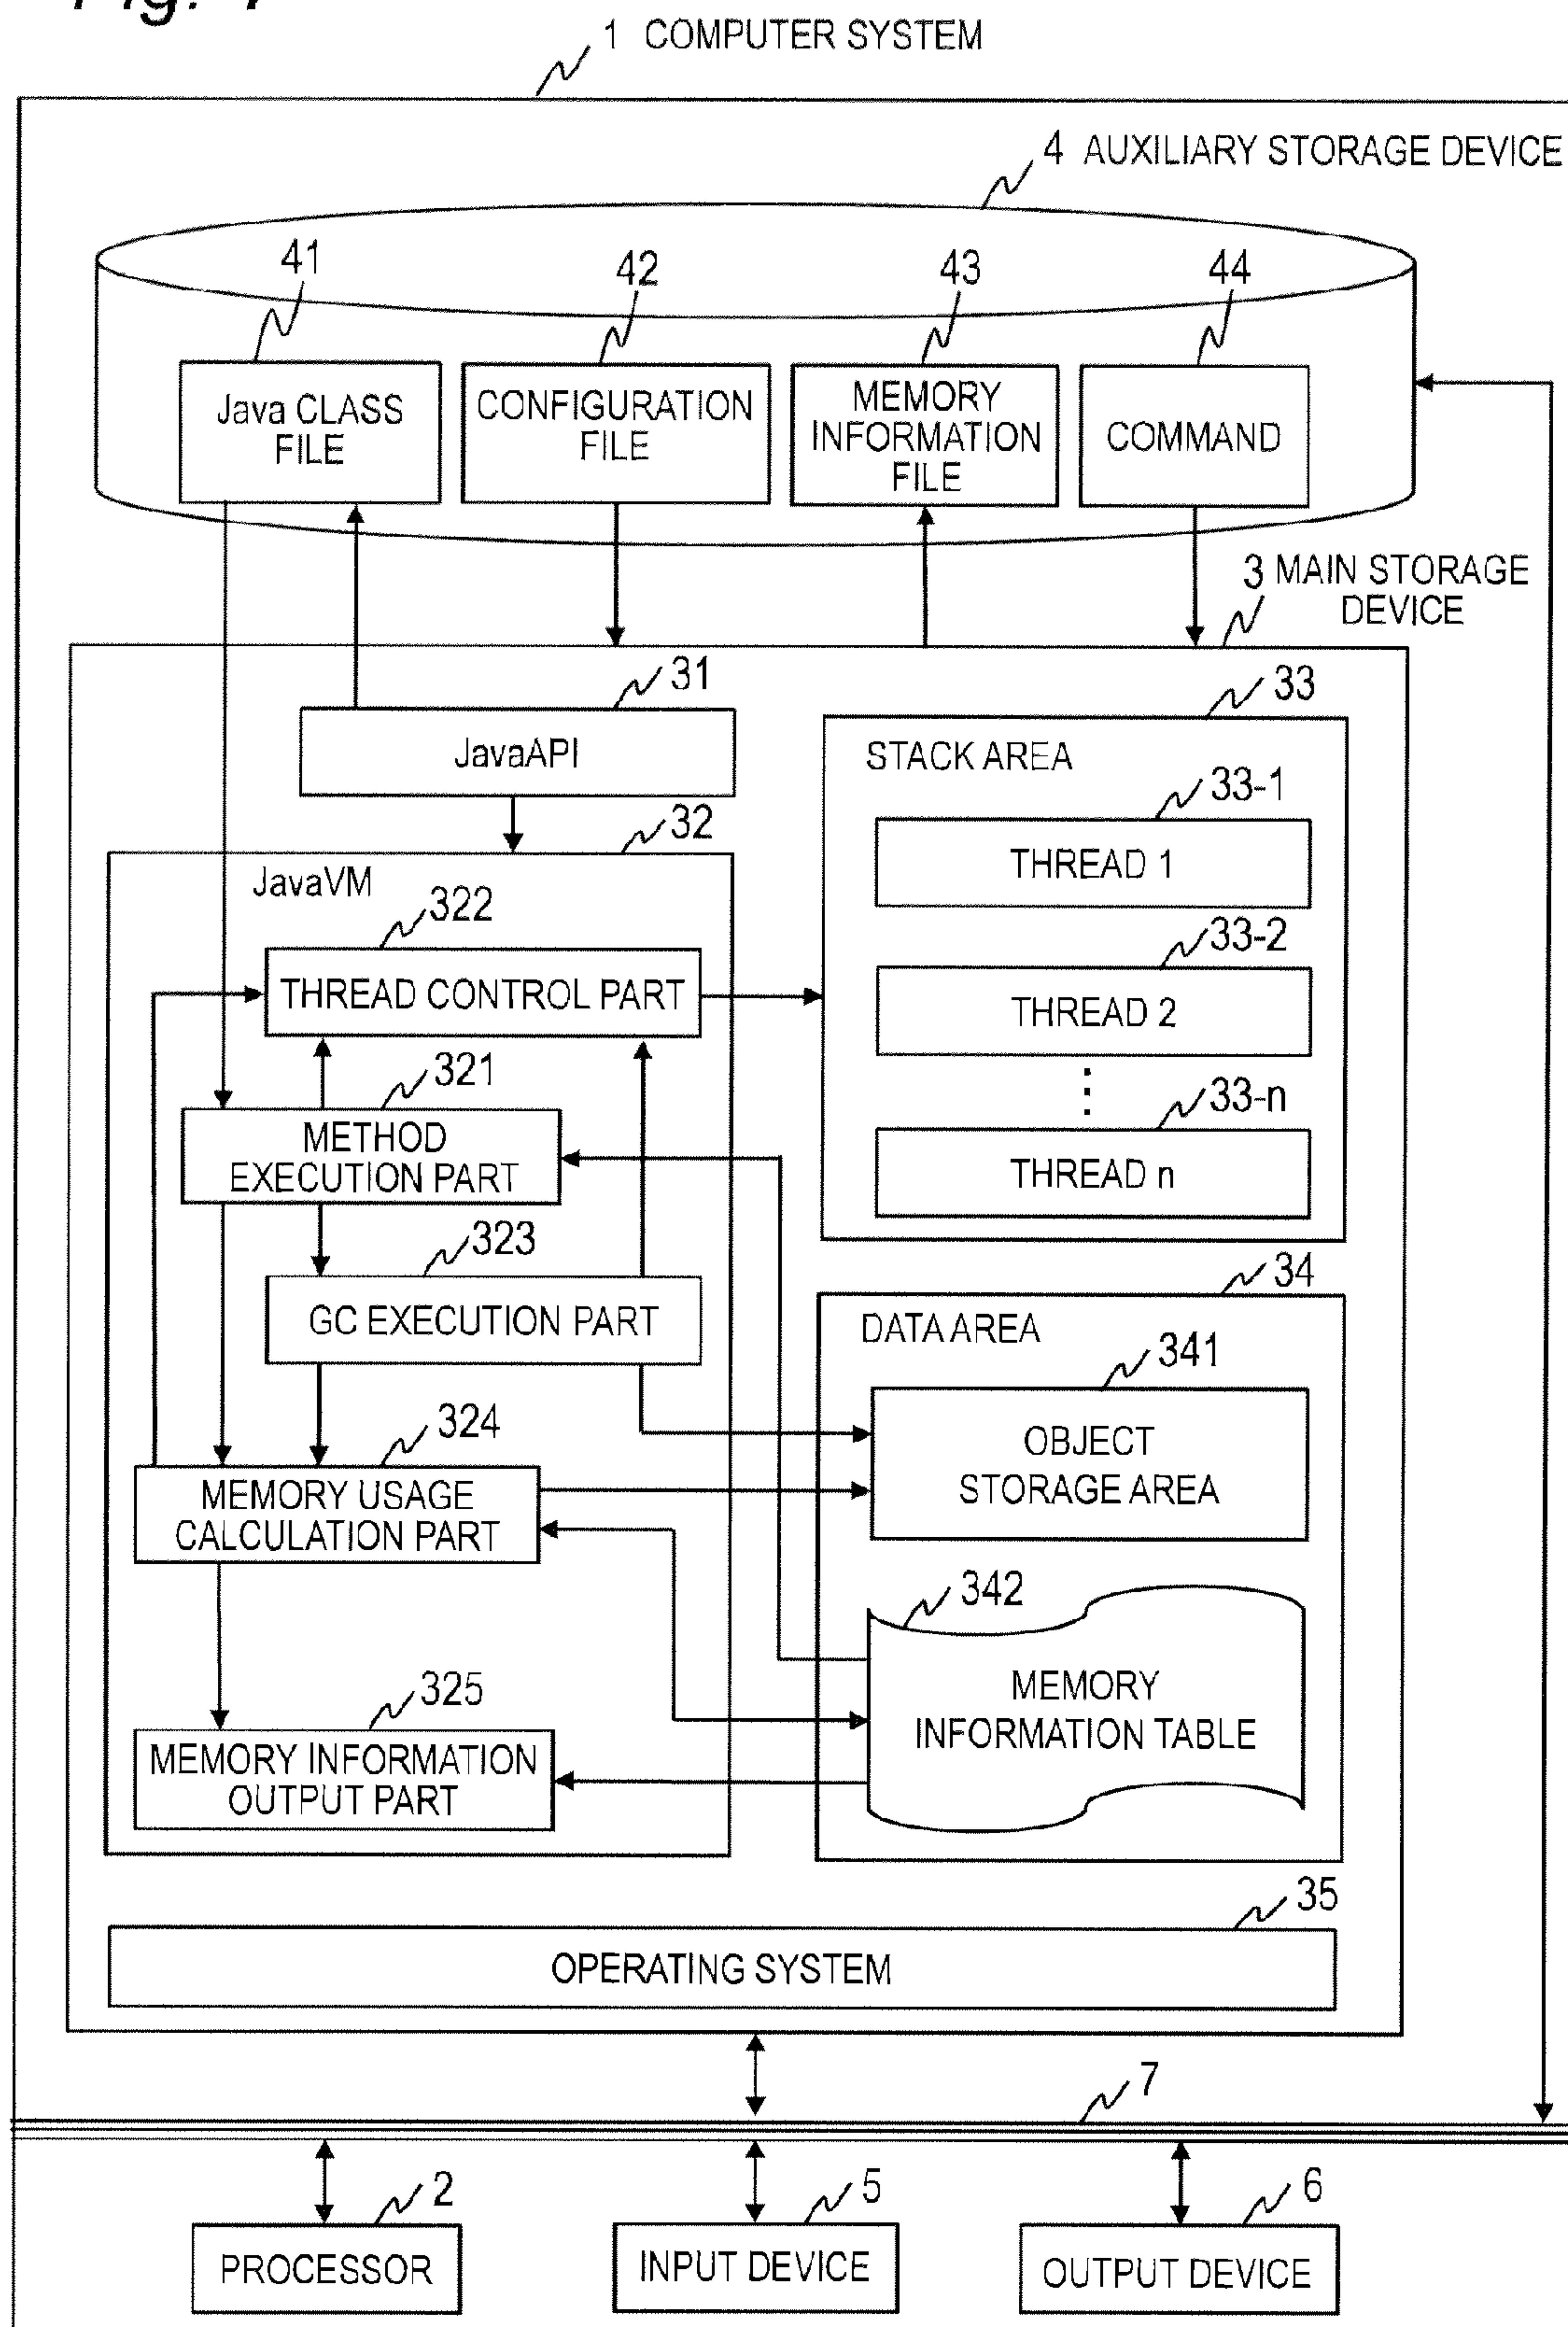 1 COMPUTER SYSTEM
4 AUXILIARY STORAGE DEVICE
41
42
43
44
Java CLASS
FILE
CONFIGURATION
FILE
MEMORY
INFORMATION
FILE
COMMAND
3 MAIN STORAGE
DEVICE
31
JavaAPI
33
STACK AREA
33-1
THREAD 1
33-2
THREAD 2
⋮
33-n
THREAD n
32
JavaVM
322
THREAD CONTROL PART
321
METHOD
EXECUTION PART
323
GC EXECUTION PART
324
MEMORY USAGE
CALCULATION PART
325
MEMORY INFORMATION
OUTPUT PART
34
DATA AREA
341
OBJECT
STORAGE AREA
342
MEMORY
INFORMATION TABLE
35
OPERATING SYSTEM
7
2
PROCESSOR
5
INPUT DEVICE
6
OUTPUT DEVICE